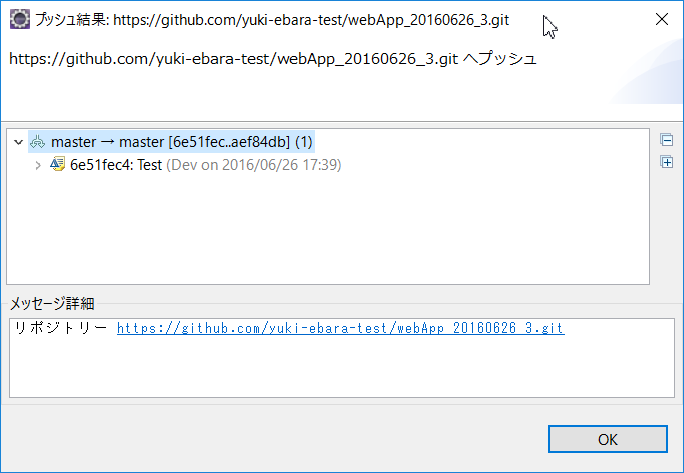 プッシュ結果: https://github.com/yuki-ebara-test/webApp_20160626_3.git
https://github.com/yuki-ebara-test/webApp_20160626_3.git へプッシュ
master → master [6e51fec..aef84db] (1)
6e51fec4: Test (Dev on 2016/06/26 17:39)
メッセージ詳細
リポジトリー https://github.com/yuki-ebara-test/webApp_20160626_3.git
OK